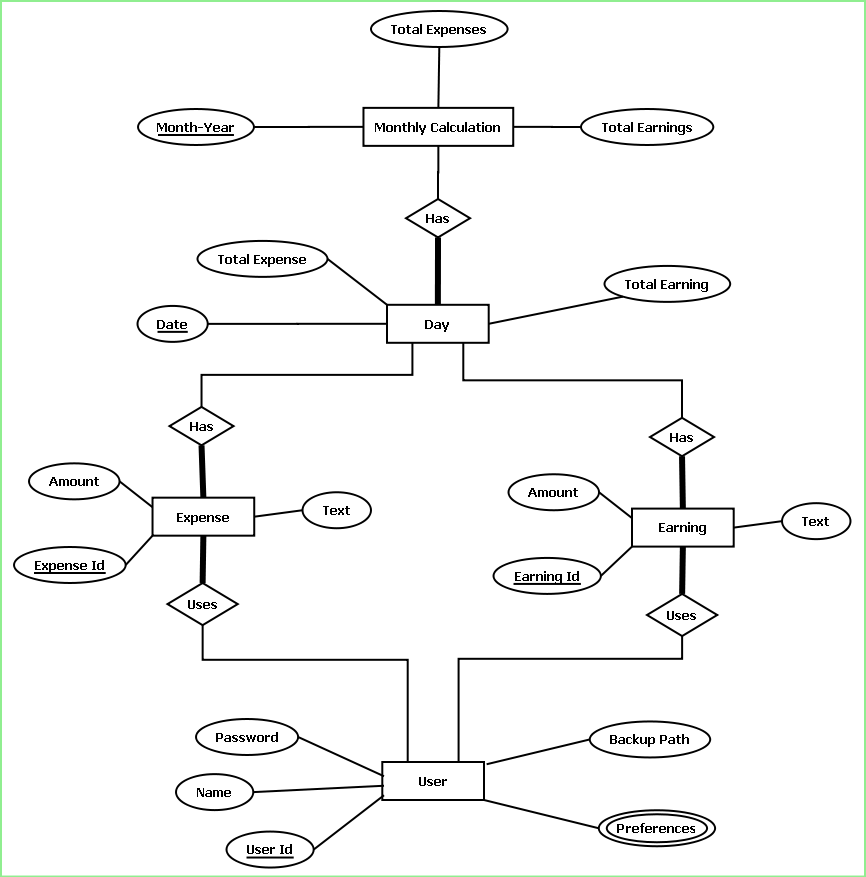 Total Expenses
Month-Year
Monthly Calculation
Total Earnings
Has
Total Expense
Total Earning
Date
Day
Has
Has
Amount
Amount
Expense
Text
Earning
Text
Expense Id
Earning Id
Uses
Uses
Password
Backup Path
User
Name
Preferences
User Id